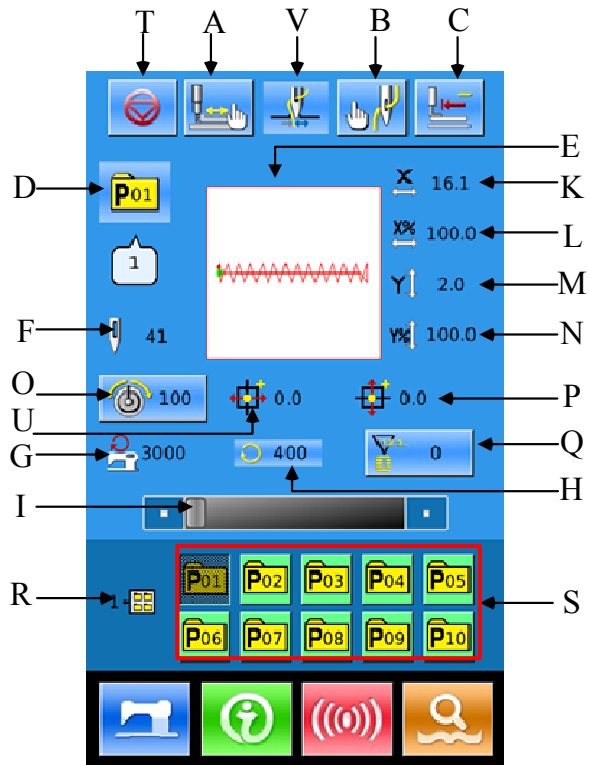 T A V B C
E
D P01 X 16.1 K
X% 100.0 L
1
Y 2.0 M
F 41 Y% 100.0 N
O 100 0.0 0.0 P
U
G 3000 400 0 Q
H
I
R 1 P01 P02 P03 P04 P05 S
P06 P07 P08 P09 P10